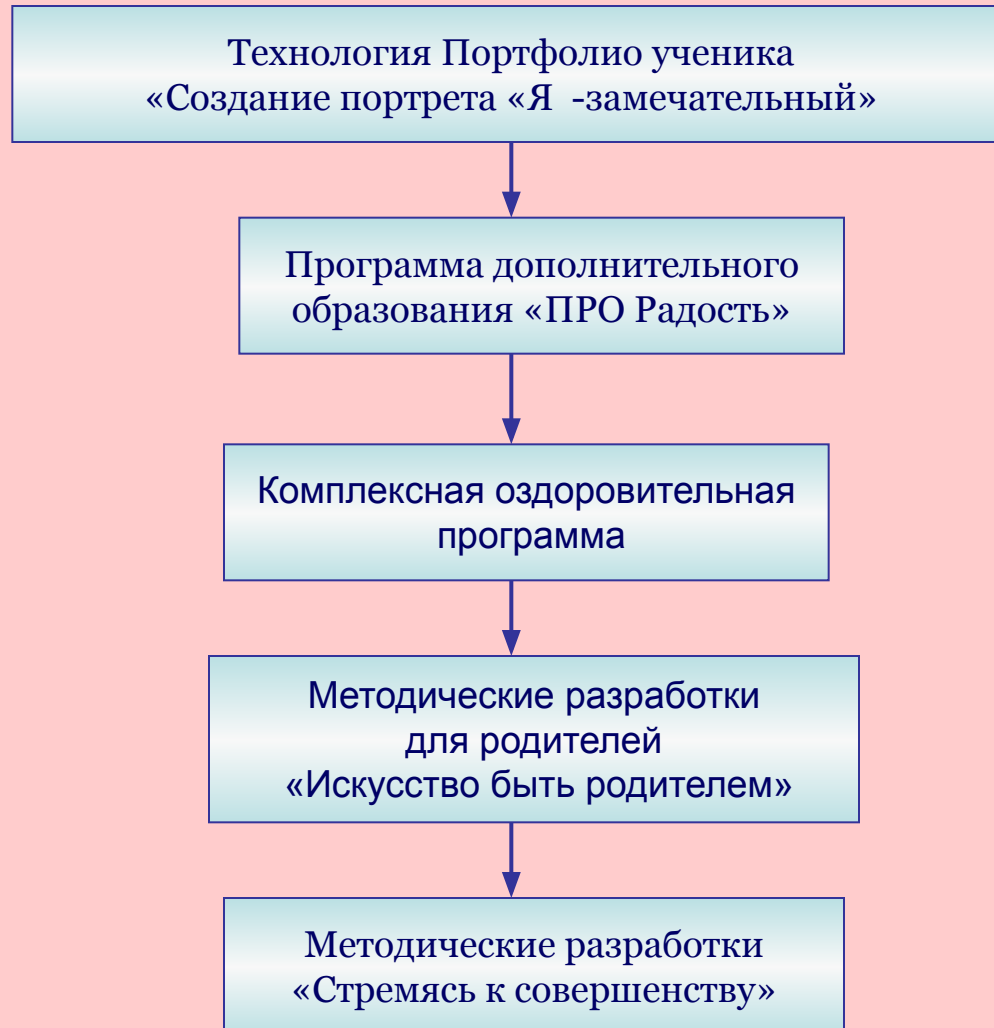 Технология Портфолио ученика
«Создание портрета «Я -замечательный»
Программа дополнительного
образования «ПРО Радость»
Комплексная оздоровительная
программа
Методические разработки
для родителей
«Искусство быть родителем»
Методические разработки
«Стремясь к совершенству»